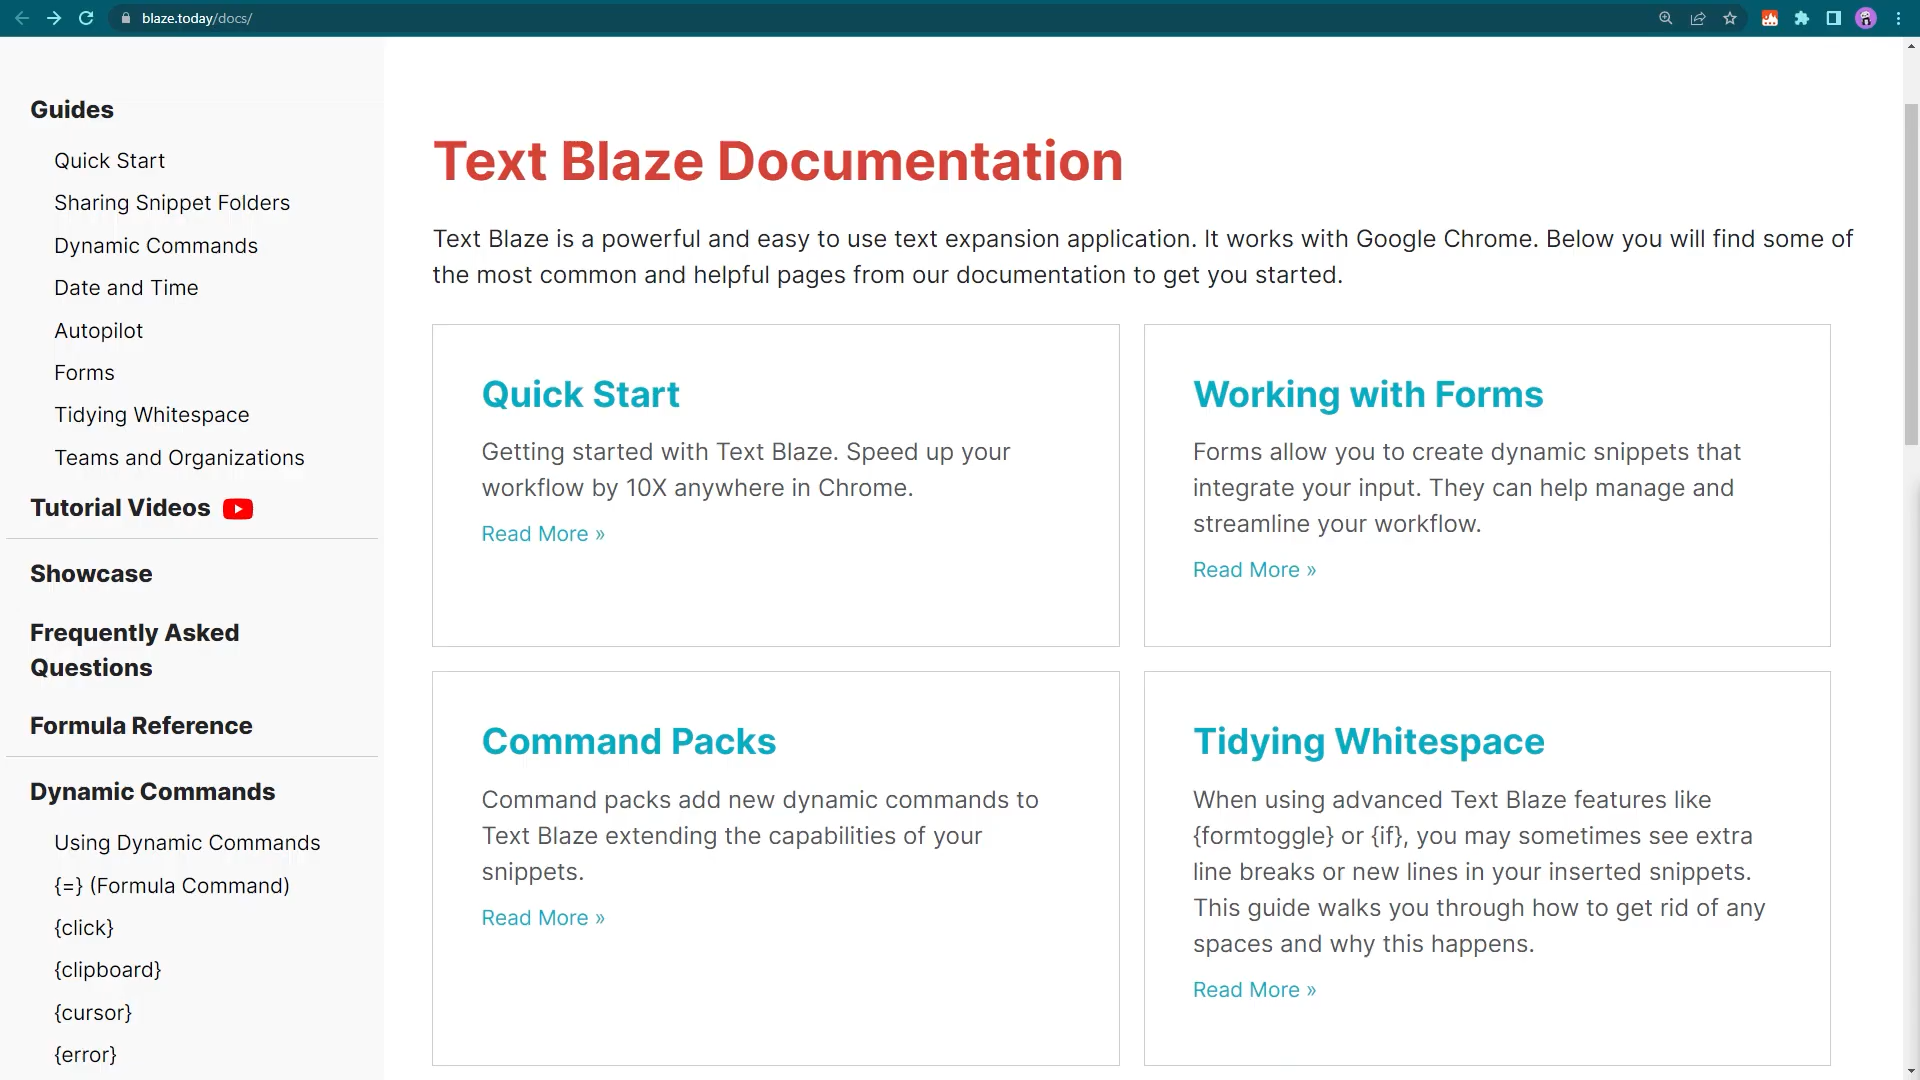 blaze.today/docs/
Guides
Quick Start
Sharing Snippet Folders
Dynamic Commands
Date and Time
Autopilot
Forms
Tidying Whitespace
Teams and Organizations
Tutorial Videos
Showcase
Frequently Asked
Questions
Formula Reference
Dynamic Commands
Using Dynamic Commands
{=} (Formula Command)
{click}
{clipboard}
{cursor}
{error}
Text Blaze Documentation
Text Blaze is a powerful and easy to use text expansion application. It works with Google Chrome. Below you will find some of
the most common and helpful pages from our documentation to get you started.
Quick Start
Getting started with Text Blaze. Speed up your
workflow by 10X anywhere in Chrome.
Read More »
Working with Forms
Forms allow you to create dynamic snippets that
integrate your input. They can help manage and
streamline your workflow.
Read More »
Command Packs
Command packs add new dynamic commands to
Text Blaze extending the capabilities of your
snippets.
Read More »
Tidying Whitespace
When using advanced Text Blaze features like
{formtoggle} or {if}, you may sometimes see extra
line breaks or new lines in your inserted snippets.
This guide walks you through how to get rid of any
spaces and why this happens.
Read More »